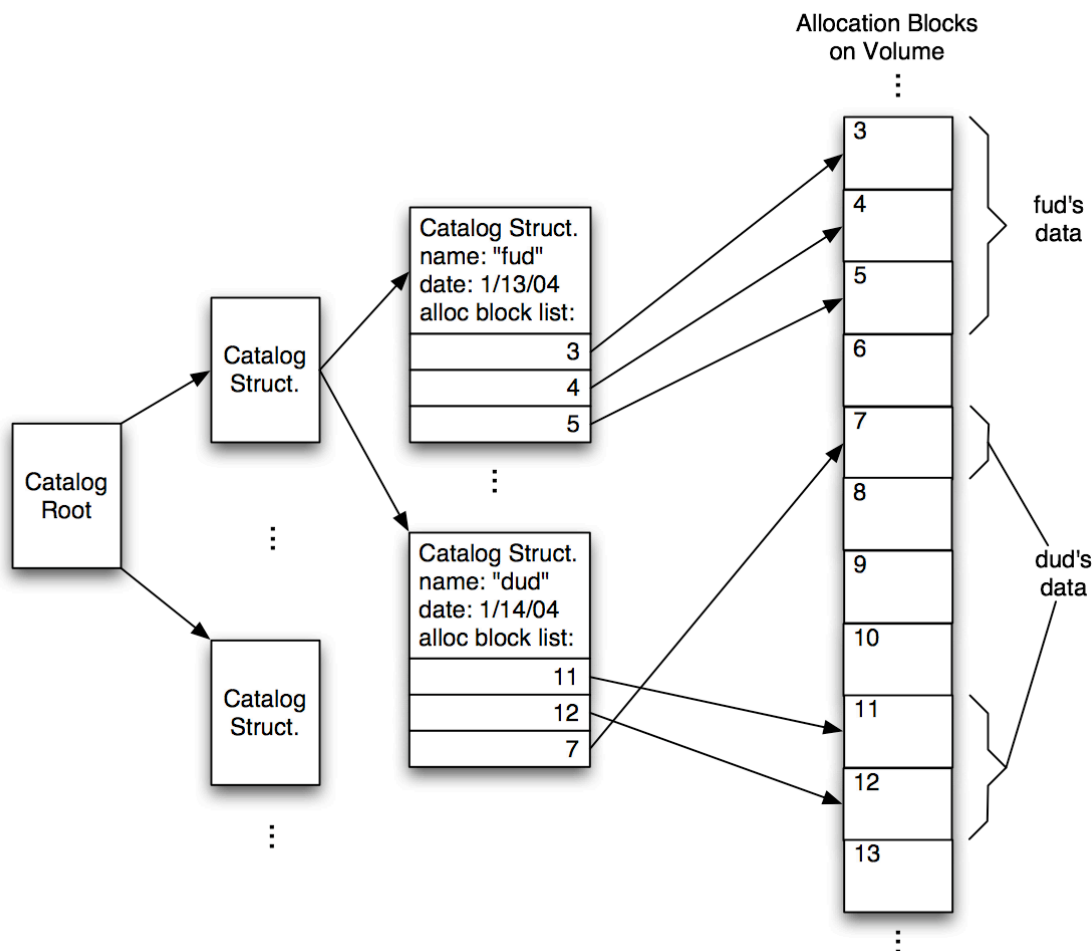 Allocation Blocks
on Volume
Catalog
Root
Catalog
Struct.
Catalog
Struct.
Catalog Struct.
name: "fud"
date: 1/13/04
alloc block list:
3
4
5
Catalog Struct.
name: "dud"
date: 1/14/04
alloc block list:
11
12
7
3
4
5
6
7
8
9
10
11
12
13
fud's
data
dud's
data